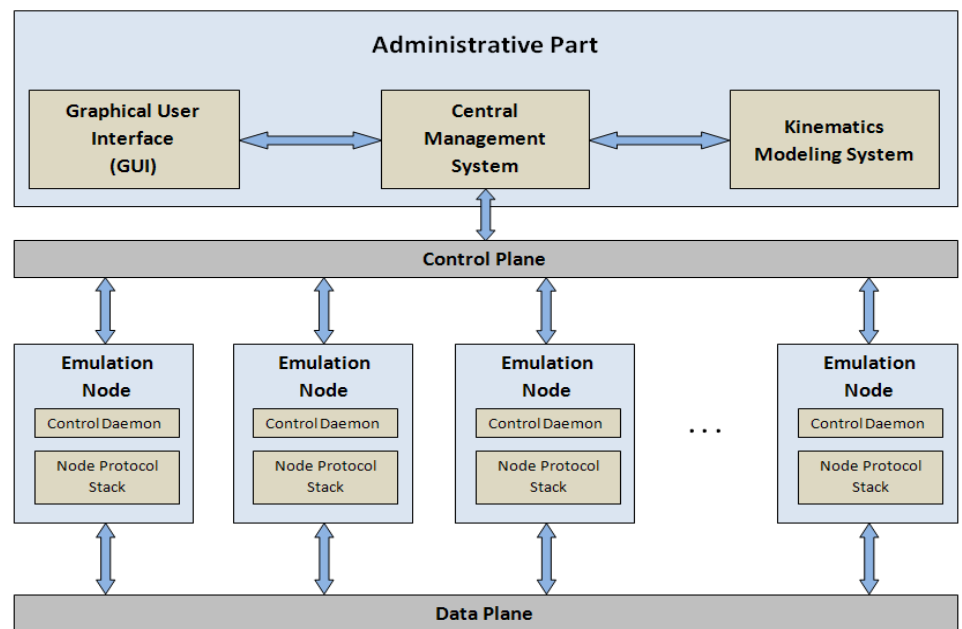 Administrative Part
Graphical User
Interface
(GUI)
Central
Management
System
Kinematics
Modeling System
Control Plane
Emulation
Node
Control Daemon
Node Protocol
Stack
Emulation
Node
Control Daemon
Node Protocol
Stack
Emulation
Node
Control Daemon
Node Protocol
Stack
...
Emulation
Node
Control Daemon
Node Protocol
Stack
Data Plane